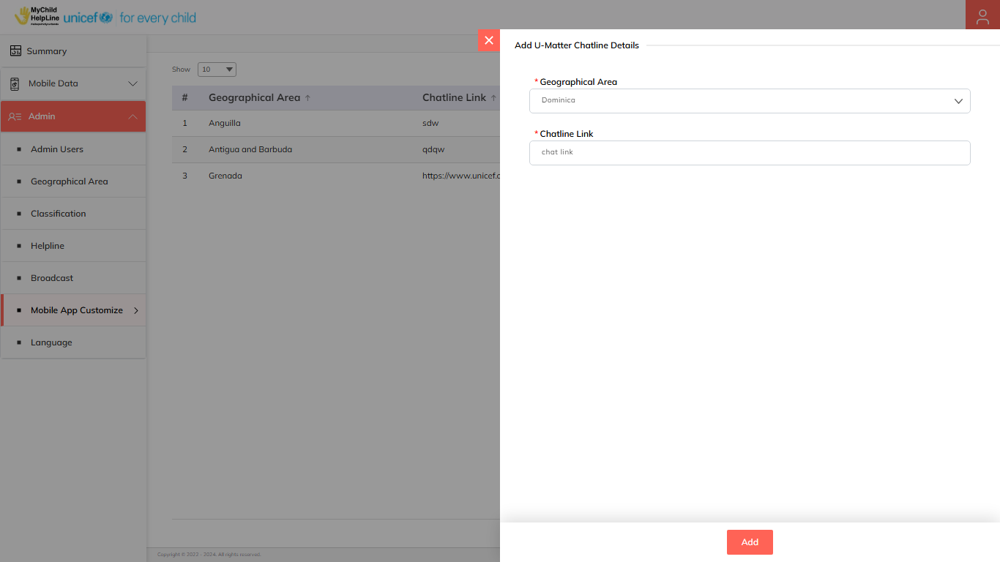 MyChild
HelpLine
unicef for every child
Summary
Mobile Data
Admin
Admin Users
Geographical Area
Classification
Helpline
Broadcast
Mobile App Customize
Language
Show 10
# Geographical Area ↑ Chatline Link ↑
1 Anguilla sdw
2 Antigua and Barbuda qdqw
3 Grenada https://www.unicef.c
Copyright © 2022 - 2024. All rights reserved.
Add U-Matter Chatline Details
* Geographical Area
Dominica
* Chatline Link
chat link
Add